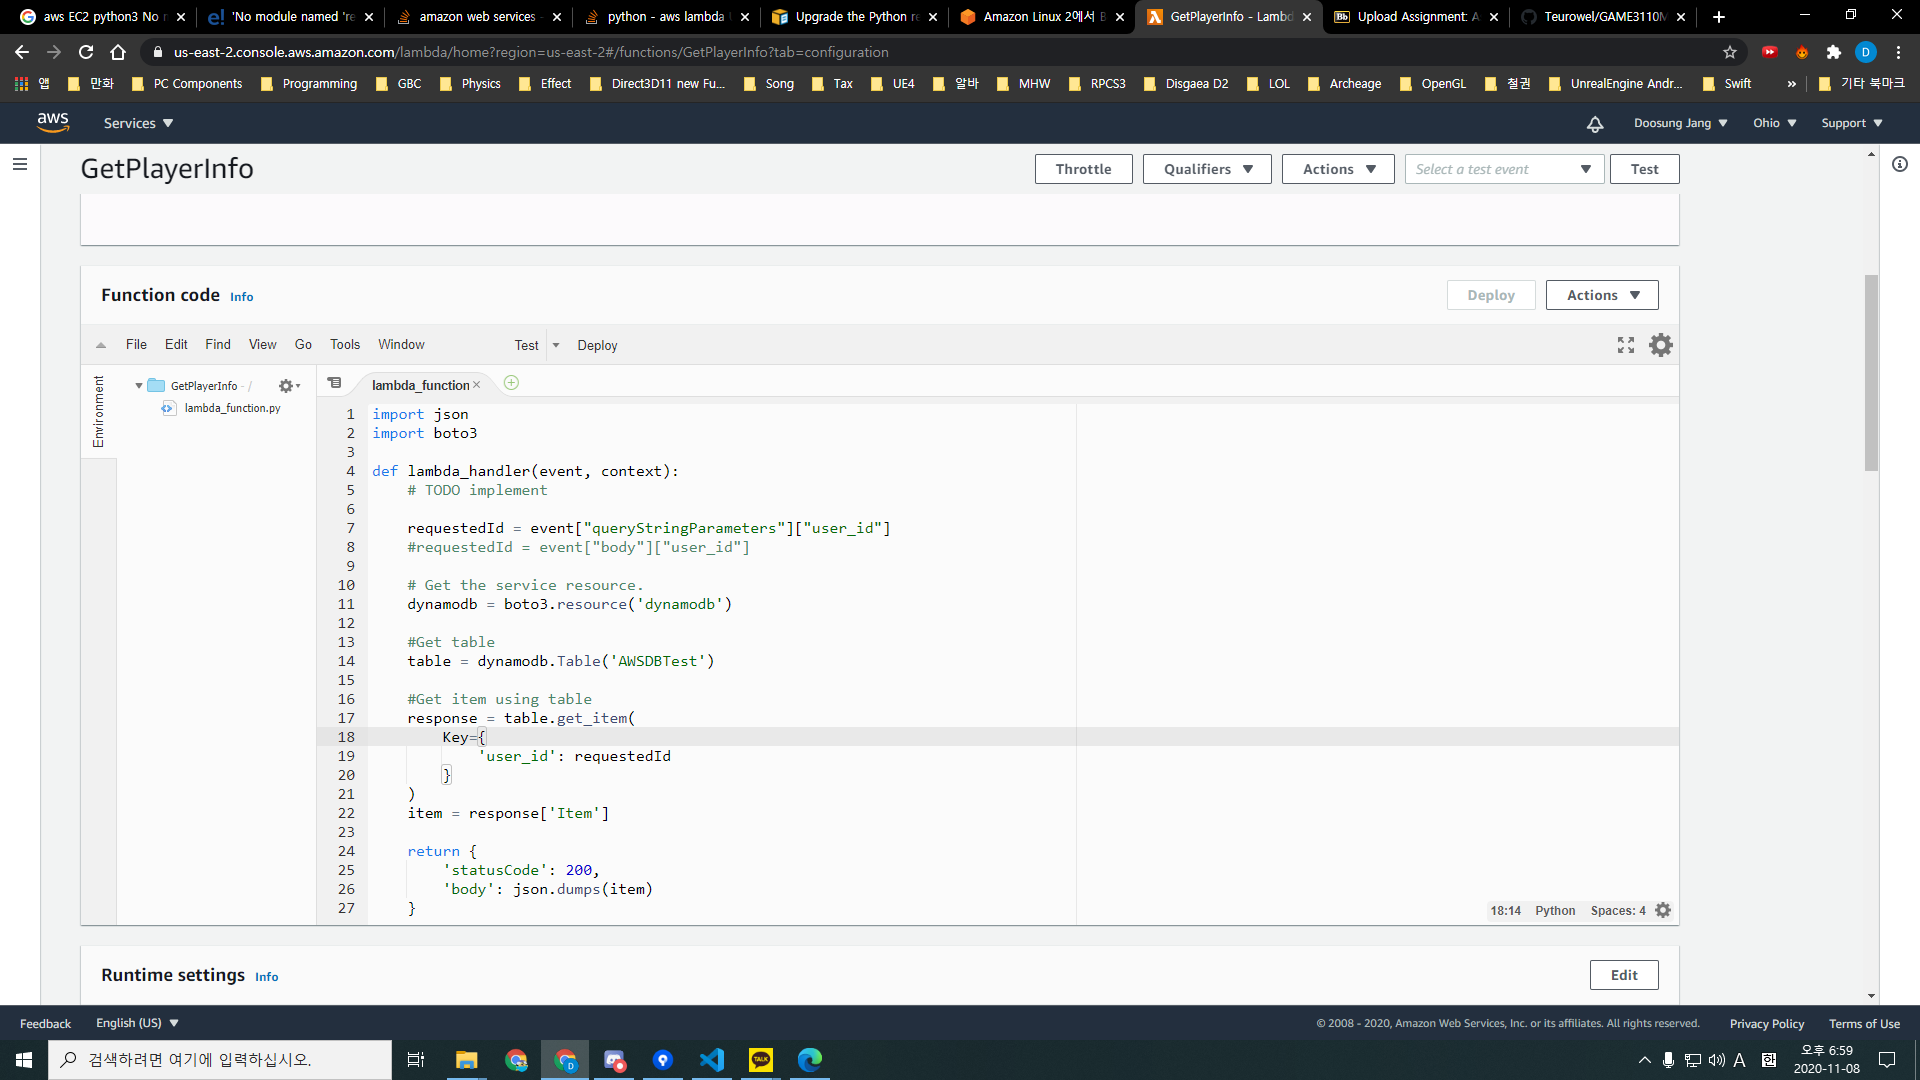 aws EC2 python3 No r
'No module named 're
amazon web services -
python - aws lambda U
Upgrade the Python re
Amazon Linux 2에서 B
GetPlayerInfo - Lambd
Upload Assignment: A
Teurowel/GAME3110M
us-east-2.console.aws.amazon.com/lambda/home?region=us-east-2#/functions/GetPlayerInfo?tab=configuration
앱 만화 PC Components Programming GBC Physics Effect Direct3D11 new Fu... Song Tax UE4 알바 MHW RPCS3 Disgaea D2 LOL Archeage OpenGL 철권 UnrealEngine Andr... Swift » 기타 북마크
aws Services Doosung Jang Ohio Support
GetPlayerInfo Throttle Qualifiers Actions Select a test event Test
Function code Info Deploy Actions
File Edit Find View Go Tools Window Test Deploy
Environment
GetPlayerInfo - /
lambda_function.py
lambda_function
1 import json
2 import boto3
3
4 def lambda_handler(event, context):
5 # TODO implement
6
7 requestedId = event["queryStringParameters"]["user_id"]
8 #requestedId = event["body"]["user_id"]
9
10 # Get the service resource.
11 dynamodb = boto3.resource('dynamodb')
12
13 #Get table
14 table = dynamodb.Table('AWSDBTest')
15
16 #Get item using table
17 response = table.get_item(
18 Key={
19 'user_id': requestedId
20 }
21 )
22 item = response['Item']
23
24 return {
25 'statusCode': 200,
26 'body': json.dumps(item)
27 }
18:14 Python Spaces: 4
Runtime settings Info Edit
Feedback English (US) © 2008 - 2020, Amazon Web Services, Inc. or its affiliates. All rights reserved. Privacy Policy Terms of Use
검색하려면 여기에 입력하십시오.
TALK
A 한
오후 6:59
2020-11-08